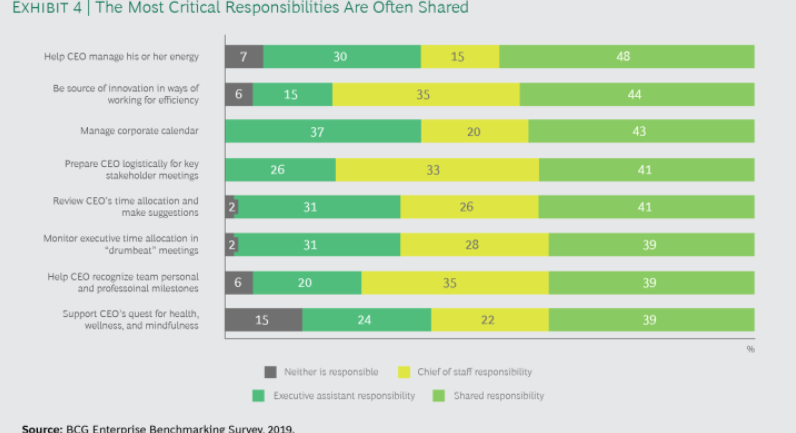 EXHIBIT 4 | The Most Critical Responsibilities Are Often Shared
Help CEO manage his or her energy
7 30 15 48
Be source of innovation in ways of
working for efficiency
6 15 35 44
Manage corporate calendar
37 20 43
Prepare CEO logistically for key
stakeholder meetings
26 33 41
Review CEO's time allocation and
make suggestions
2 31 26 41
Monitor executive time allocation in
"drumbeat" meetings
2 31 28 39
Help CEO recognize team personal
and professoinal milestones
6 20 35 39
Support CEO's quest for health,
wellness, and mindfulness
15 24 22 39
%
Neither is responsible Chief of staff responsibility
Executive assistant responsibility Shared responsibility
Source: BCG Enterprise Benchmarking Survey, 2019.